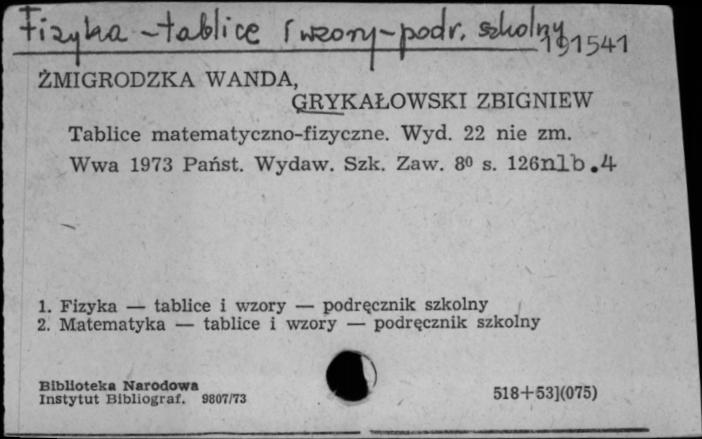 Fizyka - tablice i wzory - podr. szkolny
191541
ŻMIGRODZKA WANDA,
GRYKAŁOWSKI ZBIGNIEW
Tablice matematyczno-fizyczne. Wyd. 22 nie zm.
Wwa 1973 Państ. Wydaw. Szk. Zaw. 8⁰ s. 126nlb.4
1. Fizyka — tablice i wzory — podręcznik szkolny
2. Matematyka — tablice i wzory — podręcznik szkolny
Biblioteka Narodowa
Instytut Bibliograf. 9807/73
518+53](075)